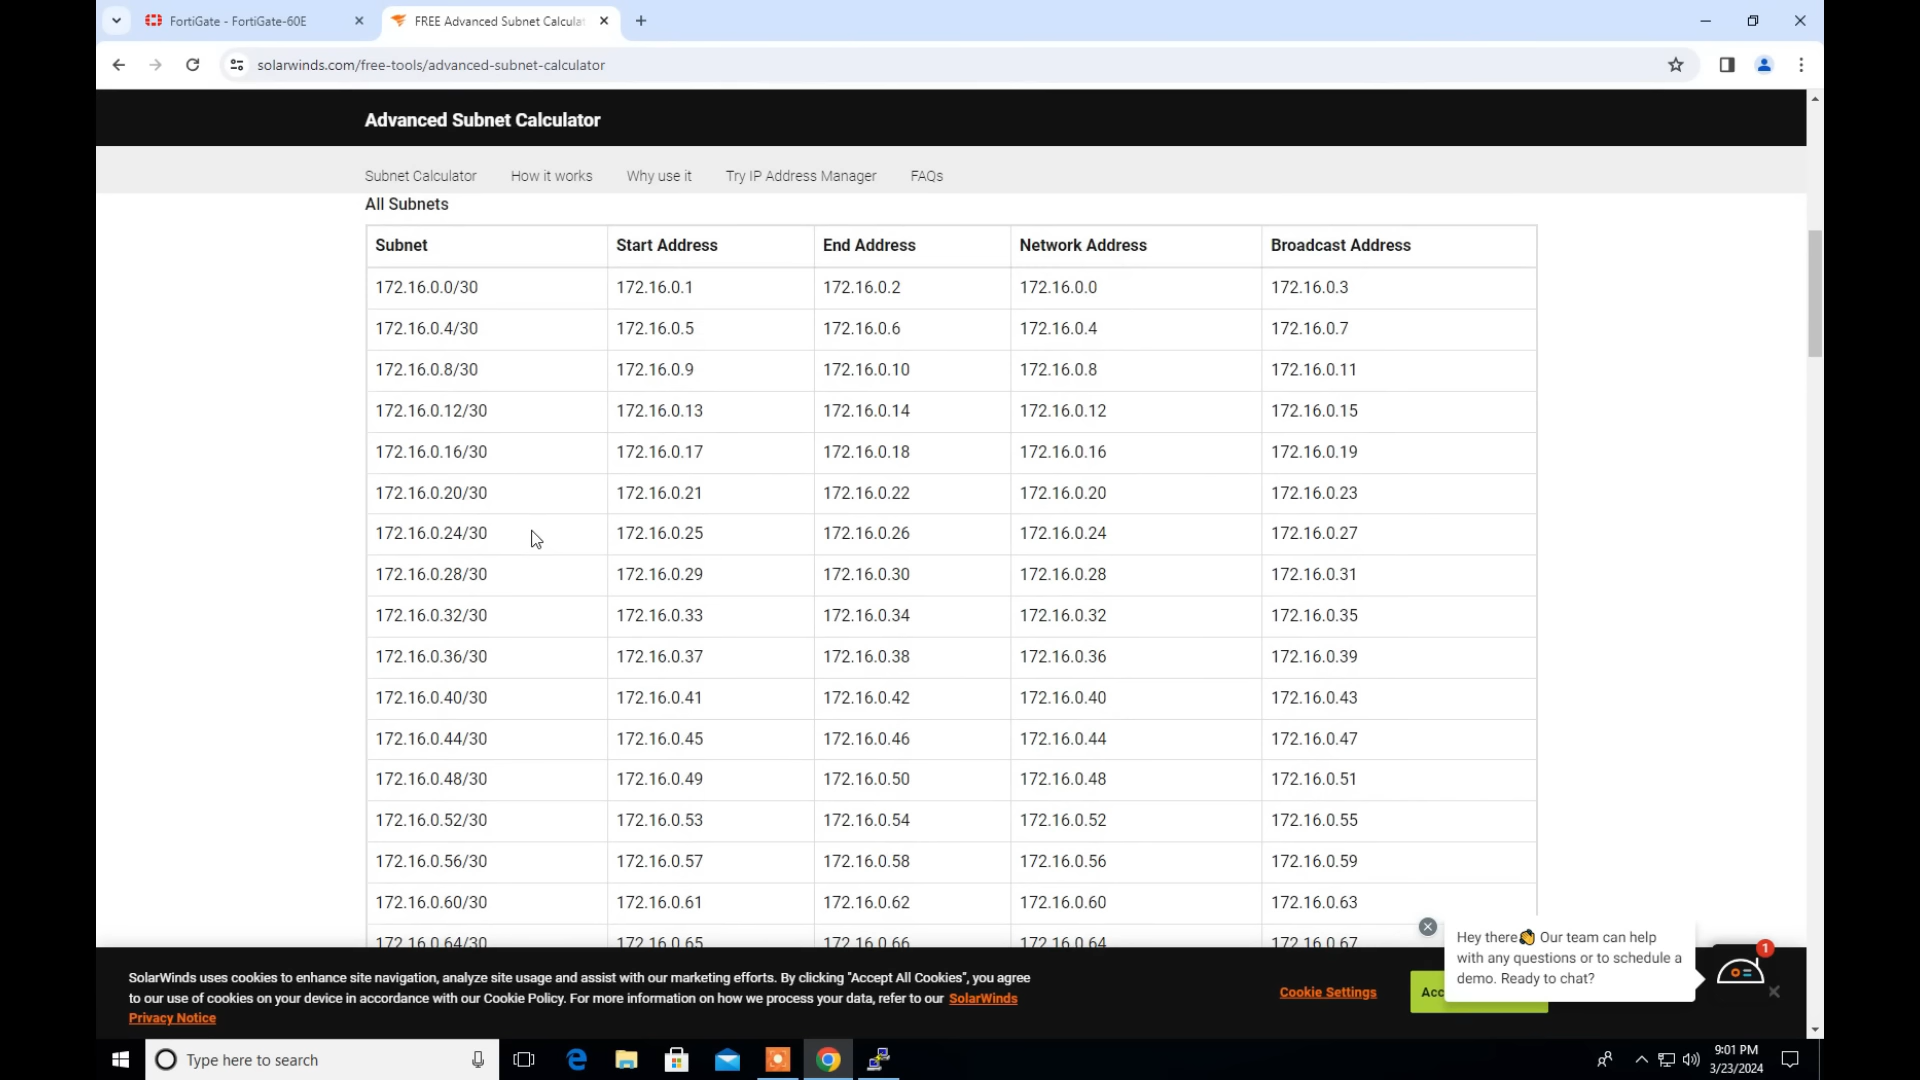 FortiGate - FortiGate-60E
FREE Advanced Subnet Calcula
solarwinds.com/free-tools/advanced-subnet-calculator
Advanced Subnet Calculator
Subnet Calculator How it works Why use it Try IP Address Manager FAQs
All Subnets
Subnet Start Address End Address Network Address Broadcast Address
172.16.0.0/30 172.16.0.1 172.16.0.2 172.16.0.0 172.16.0.3
172.16.0.4/30 172.16.0.5 172.16.0.6 172.16.0.4 172.16.0.7
172.16.0.8/30 172.16.0.9 172.16.0.10 172.16.0.8 172.16.0.11
172.16.0.12/30 172.16.0.13 172.16.0.14 172.16.0.12 172.16.0.15
172.16.0.16/30 172.16.0.17 172.16.0.18 172.16.0.16 172.16.0.19
172.16.0.20/30 172.16.0.21 172.16.0.22 172.16.0.20 172.16.0.23
172.16.0.24/30 172.16.0.25 172.16.0.26 172.16.0.24 172.16.0.27
172.16.0.28/30 172.16.0.29 172.16.0.30 172.16.0.28 172.16.0.31
172.16.0.32/30 172.16.0.33 172.16.0.34 172.16.0.32 172.16.0.35
172.16.0.36/30 172.16.0.37 172.16.0.38 172.16.0.36 172.16.0.39
172.16.0.40/30 172.16.0.41 172.16.0.42 172.16.0.40 172.16.0.43
172.16.0.44/30 172.16.0.45 172.16.0.46 172.16.0.44 172.16.0.47
172.16.0.48/30 172.16.0.49 172.16.0.50 172.16.0.48 172.16.0.51
172.16.0.52/30 172.16.0.53 172.16.0.54 172.16.0.52 172.16.0.55
172.16.0.56/30 172.16.0.57 172.16.0.58 172.16.0.56 172.16.0.59
172.16.0.60/30 172.16.0.61 172.16.0.62 172.16.0.60 172.16.0.63
172.16.0.64/30 172.16.0.65 172.16.0.66 172.16.0.64 172.16.0.67
Hey there👋 Our team can help
with any questions or to schedule a
demo. Ready to chat?
1
SolarWinds uses cookies to enhance site navigation, analyze site usage and assist with our marketing efforts. By clicking "Accept All Cookies", you agree
to our use of cookies on your device in accordance with our Cookie Policy. For more information on how we process your data, refer to our SolarWinds
Privacy Notice
Cookie Settings
Acc
Type here to search
9:01 PM
3/23/2024